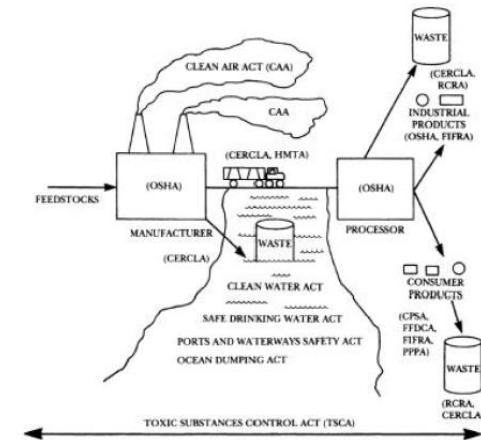 WASTE
CLEAN AIR ACT (CAA)
(CERCLA,
RCRA)
CAA
INDUSTRIAL
PRODUCTS
(OSHA, FIFRA)
(CERCLA, HMTA)
(OSHA)
(OSHA)
FEEDSTOCKS
MANUFACTURER
WASTE
PROCESSOR
(CERCLA)
CONSUMER
PRODUCTS
CLEAN WATER ACT
(CPSA,
FFDCA,
FIFRA,
PPPA)
SAFE DRINKING WATER ACT
PORTS AND WATERWAYS SAFETY ACT
OCEAN DUMPING ACT
WASTE
(RCRA,
CERCLA)
TOXIC SUBSTANCES CONTROL ACT (TSCA)